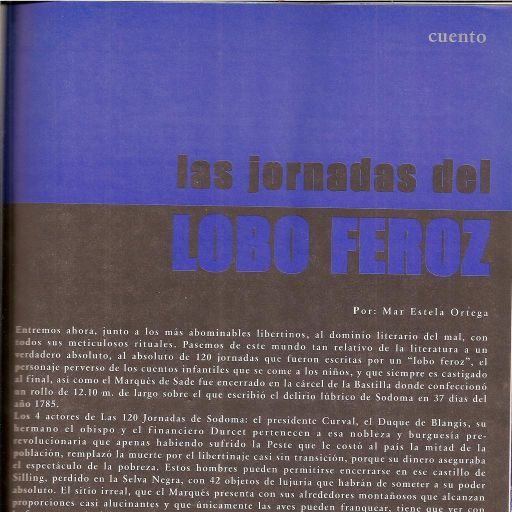 cuento
las jornadas del
LOBO FEROZ
Por: Mar Estela Ortega
Entremos ahora, junto a los más abominables libertinos, al dominio literario del mal, con
todos sus meticulosos rituales. Pasemos de este mundo tan relativo de la literatura a un
verdadero absoluto, al absoluto de 120 jornadas que fueron escritas por un "lobo feroz", el
personaje perverso de los cuentos infantiles que se come a los niños, y que siempre es castigado
al final, así como el Marqués de Sade fue encerrado en la cárcel de la Bastilla donde confeccionó
un rollo de 12.10 m. de largo sobre el que escribió el delirio lúbrico de Sodoma en 37 días del
año 1785.
Los 4 actores de Las 120 Jornadas de Sodoma: el presidente Curval, el Duque de Blangis, su
hermano el obispo y el financiero Durcet pertenecen a esa nobleza y burguesía pre-
revolucionaria que apenas habiendo sufrido la Peste que le costó al país la mitad de la
población, remplazó la muerte por el libertinaje casi sin transición, porque su dinero aseguraba
el espectáculo de la pobreza. Estos hombres pueden permitirse encerrarse en ese castillo de
Silling, perdido en la Selva Negra, con 42 objetos de lujuria que habrán de someter a su poder
absoluto. El sitio irreal, que el Marqués presenta con sus alrededores montañosos que alcanzan
proporciones casi alucinantes y que únicamente las aves pueden franquear, tiene que ver con